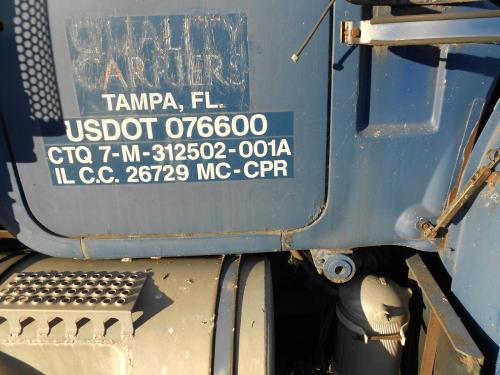 QUALITY
CARRIERS
TAMPA, FL.
USDOT 076600
CTQ 7-M-312502-001A
IL C.C. 26729 MC-CPR